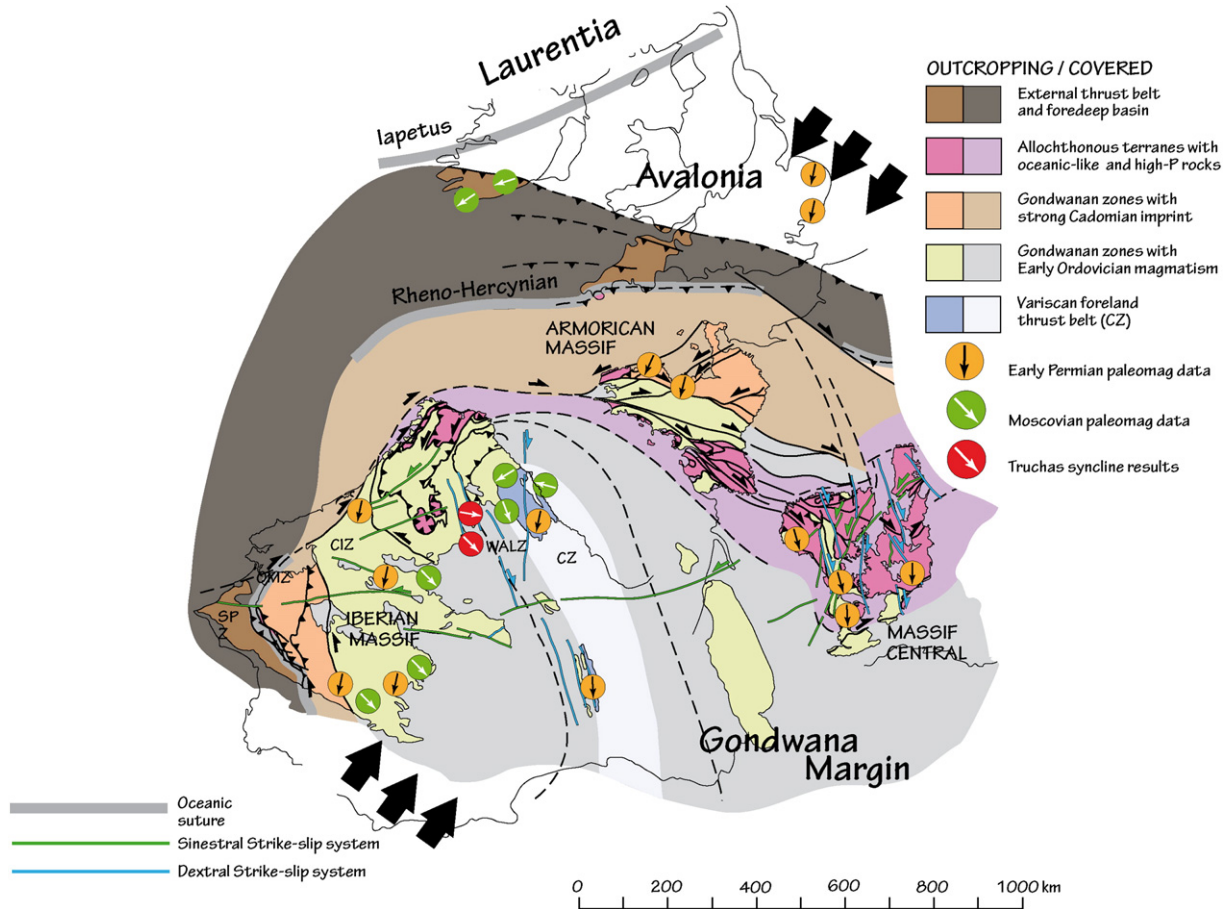 Laurentia
Iapetus
Avalonia
Rheno-Hercynian
ARMORICAN
MASSIF
CIZ
WALZ
CZ
OMZ
SP
Z
IBERIAN
MASSIF
MASSIF
CENTRAL
Gondwana
Margin
OUTCROPPING / COVERED
External thrust belt
and foredeep basin
Allochthonous terranes with
oceanic-like and high-P rocks
Gondwanan zones with
strong Cadomian imprint
Gondwanan zones with
Early Ordovician magmatism
Variscan foreland
thrust belt (CZ)
Early Permian paleomag data
Moscovian paleomag data
Truchas syncline results
Oceanic
suture
Sinestral Strike-slip system
Dextral Strike-slip system
0 200 400 600 800 1000 km